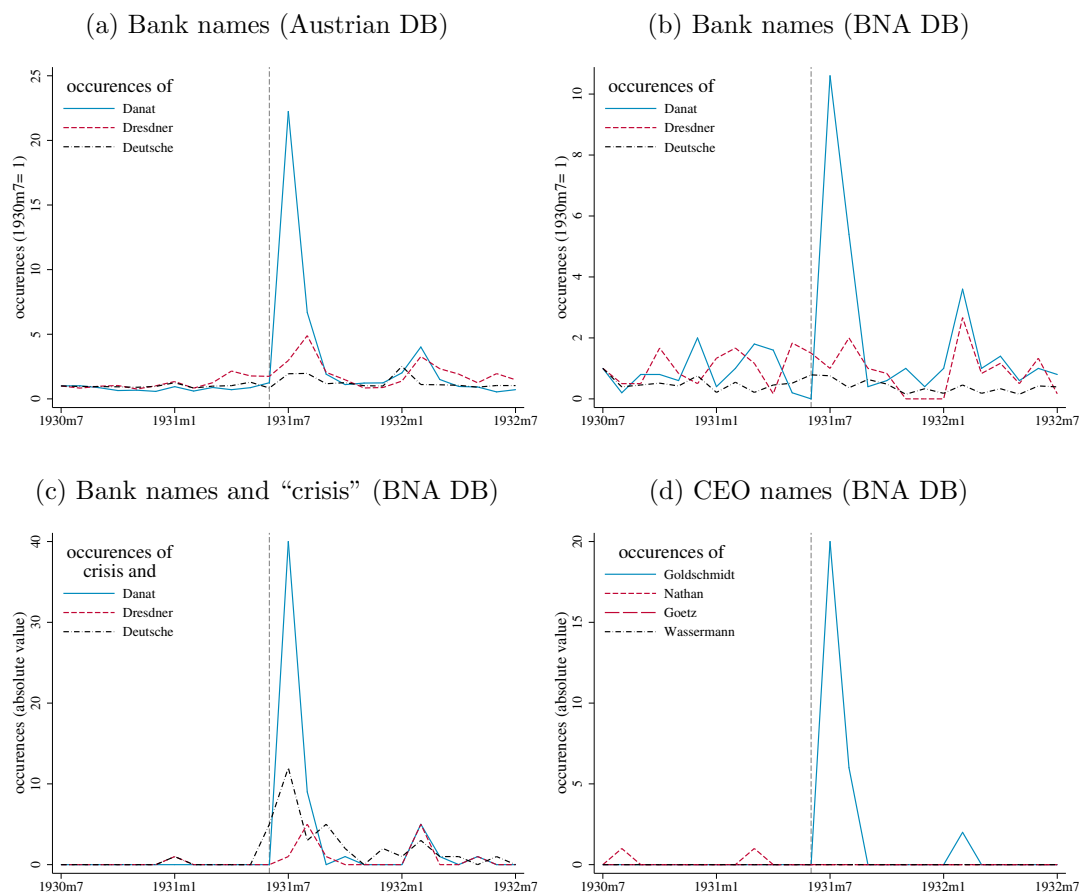 (a) Bank names (Austrian DB)
occurences (1930m7= 1)
25
20
15
10
5
0
occurences of
Danat
Dresdner
Deutsche
1930m7 1931m1 1931m7 1932m1 1932m7
(b) Bank names (BNA DB)
occurences (1930m7= 1)
10
8
6
4
2
0
occurences of
Danat
Dresdner
Deutsche
1930m7 1931m1 1931m7 1932m1 1932m7
(c) Bank names and “crisis” (BNA DB)
occurences (absolute value)
40
30
20
10
0
occurences of
crisis and
Danat
Dresdner
Deutsche
1930m7 1931m1 1931m7 1932m1 1932m7
(d) CEO names (BNA DB)
occurences (absolute value)
20
15
10
5
0
occurences of
Goldschmidt
Nathan
Goetz
Wassermann
1930m7 1931m1 1931m7 1932m1 1932m7